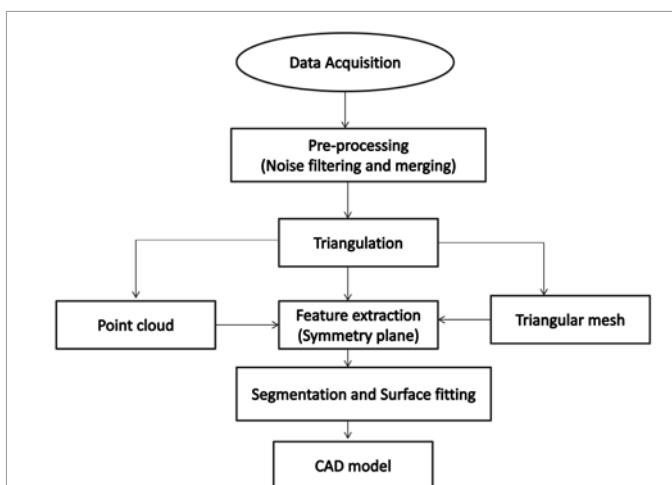 Data Acquisition
Pre-processing
(Noise filtering and merging)
Triangulation
Point cloud
Feature extraction
(Symmetry plane)
Triangular mesh
Segmentation and Surface fitting
CAD model